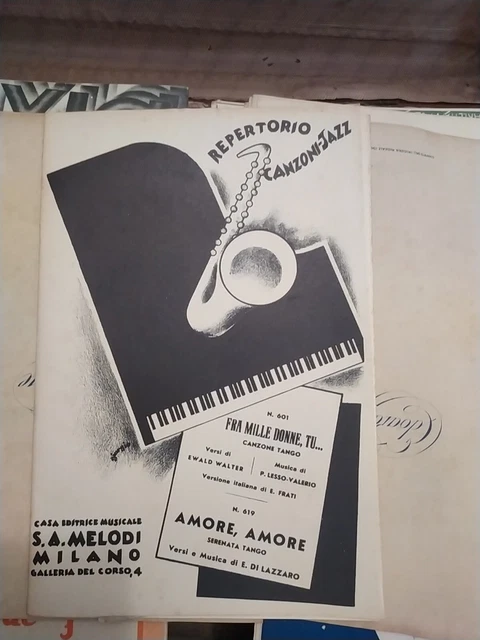 REPERTORIO
CANZONI-JAZZ
N. 601
FRA MILLE DONNE, TU...
CANZONE TANGO
Versi di
EWALD WALTER
Musica di
P. LESSO-VALERIO
Versione italiana di E. FRATI
N. 619
AMORE, AMORE
SERENATA TANGO
Versi e Musica di E. DI LAZZARO
CASA EDITRICE MUSICALE
S.A. MELODI
MILANO
GALLERIA DEL CORSO, 4